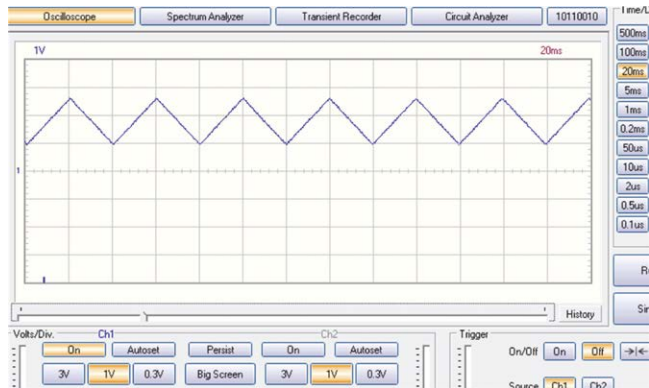 Oscilloscope Spectrum Analyzer Transient Recorder Circuit Analyzer 10110010
1V 20ms
1
500ms
100ms
20ms
5ms
1ms
0.2ms
50us
10us
2us
0.5us
0.1us
History
Volts/Div. Ch1 Ch2 Trigger
On Autoset Persist On Autoset On/Off On Off
3V 1V 0.3V Big Screen 3V 1V 0.3V
Source Ch1 Ch2